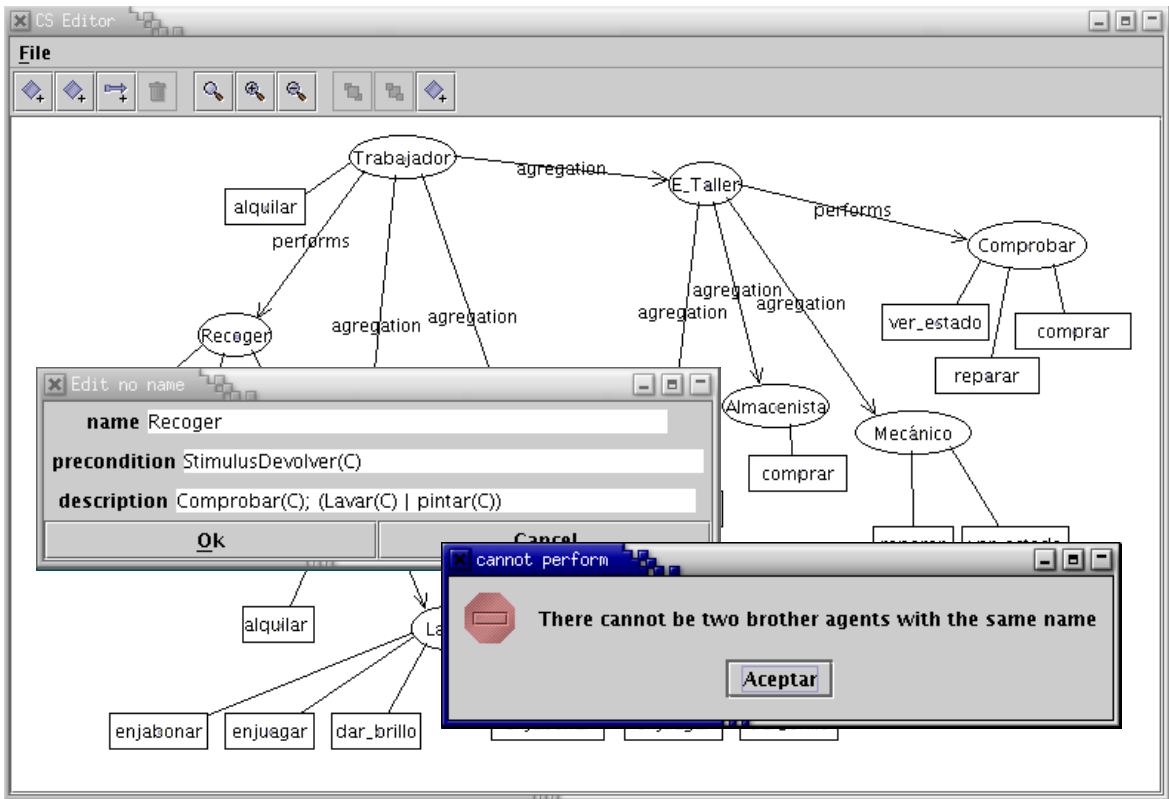 CS Editor
File
Trabajador
agregation
E_Taller
alquilar
performs
performs
Comprobar
agregation
agregation
agregation
agregation
agregation
ver_estado
comprar
Recoger
reparar
Edit no name
Almacenista
name Recoger
Mecánico
precondition StimulusDevolver(C)
comprar
description Comprobar(C); (Lavar(C) | pintar(C))
Ok
Cancel
cannot perform
alquilar
There cannot be two brother agents with the same name
Aceptar
enjabonar
enjuagar
dar_brillo